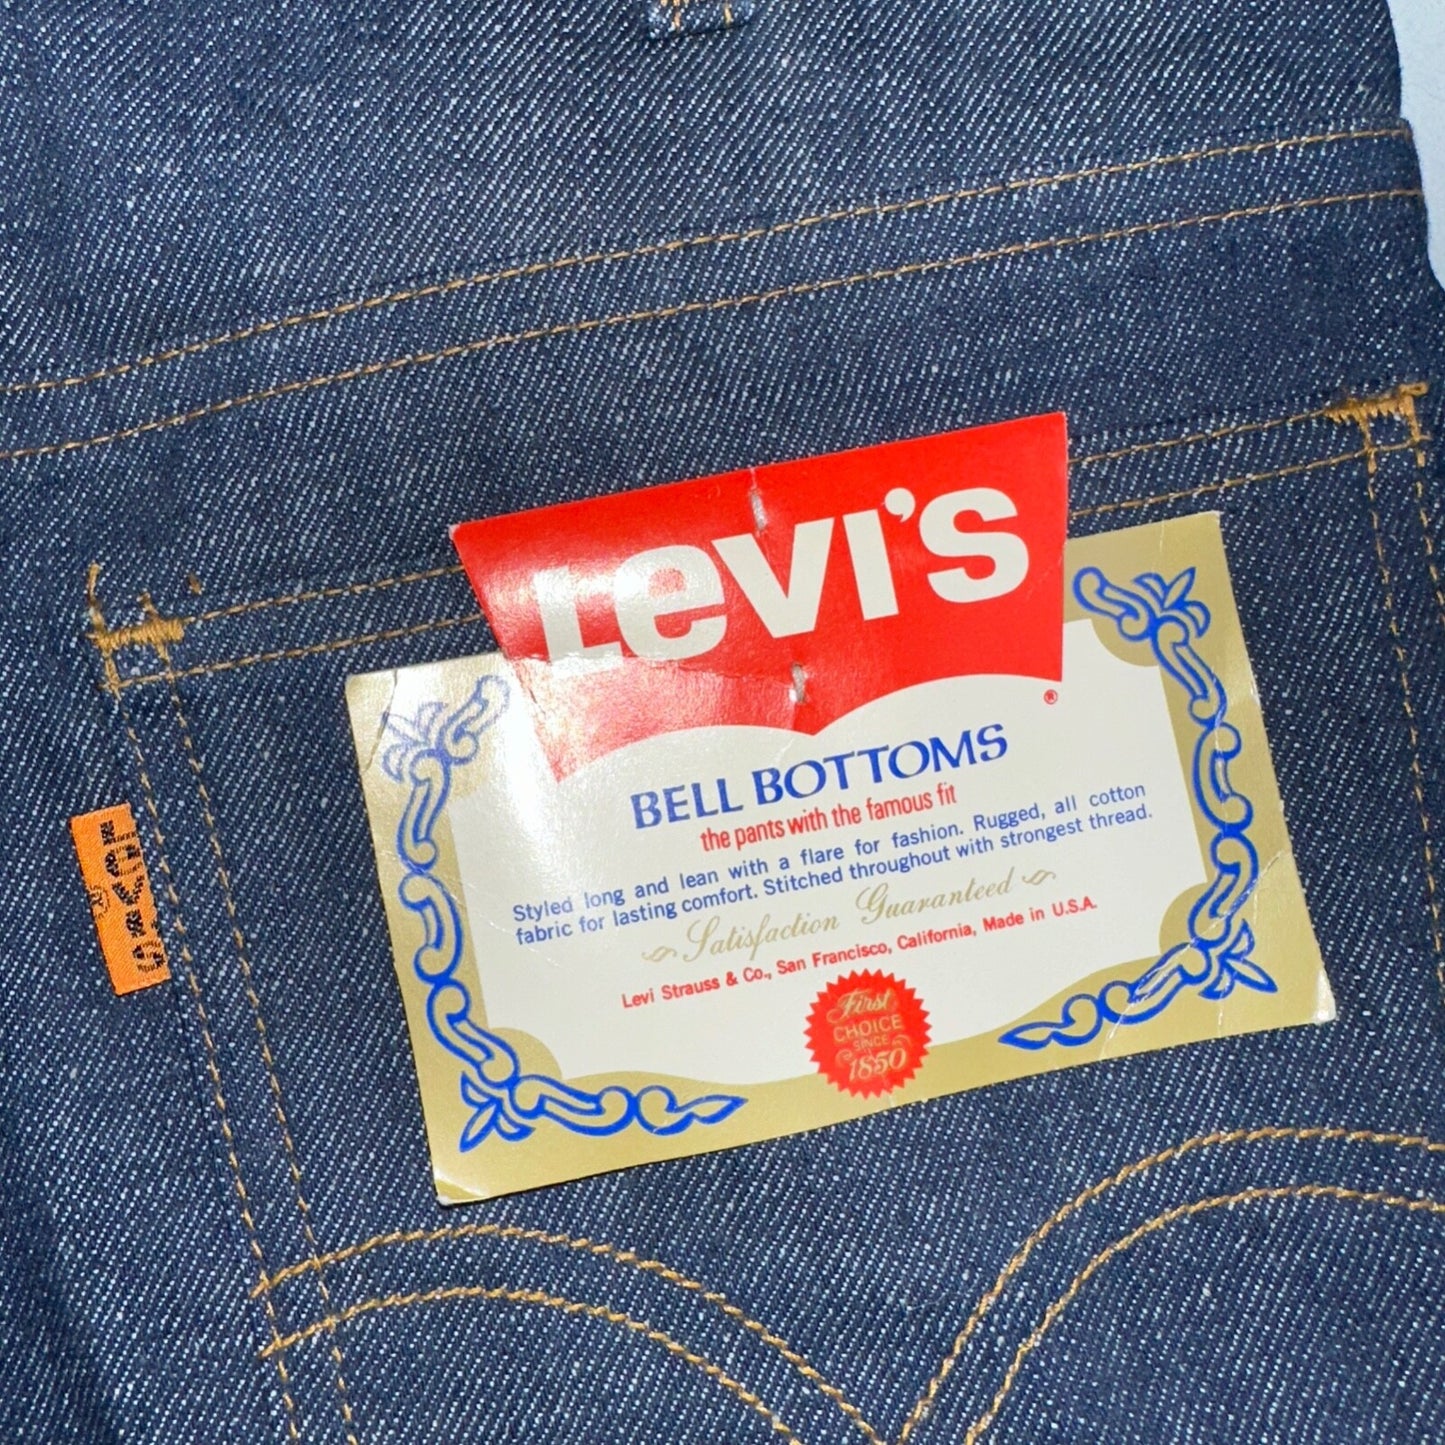 Levi's
®
BELL BOTTOMS
the pants with the famous fit
Styled long and lean with a flare for fashion. Rugged, all cotton
fabric for lasting comfort. Stitched throughout with strongest thread.
Satisfaction Guaranteed
Levi Strauss & Co., San Francisco, California, Made in U.S.A.
First
CHOICE
SINCE
1850
LEVI'S
®